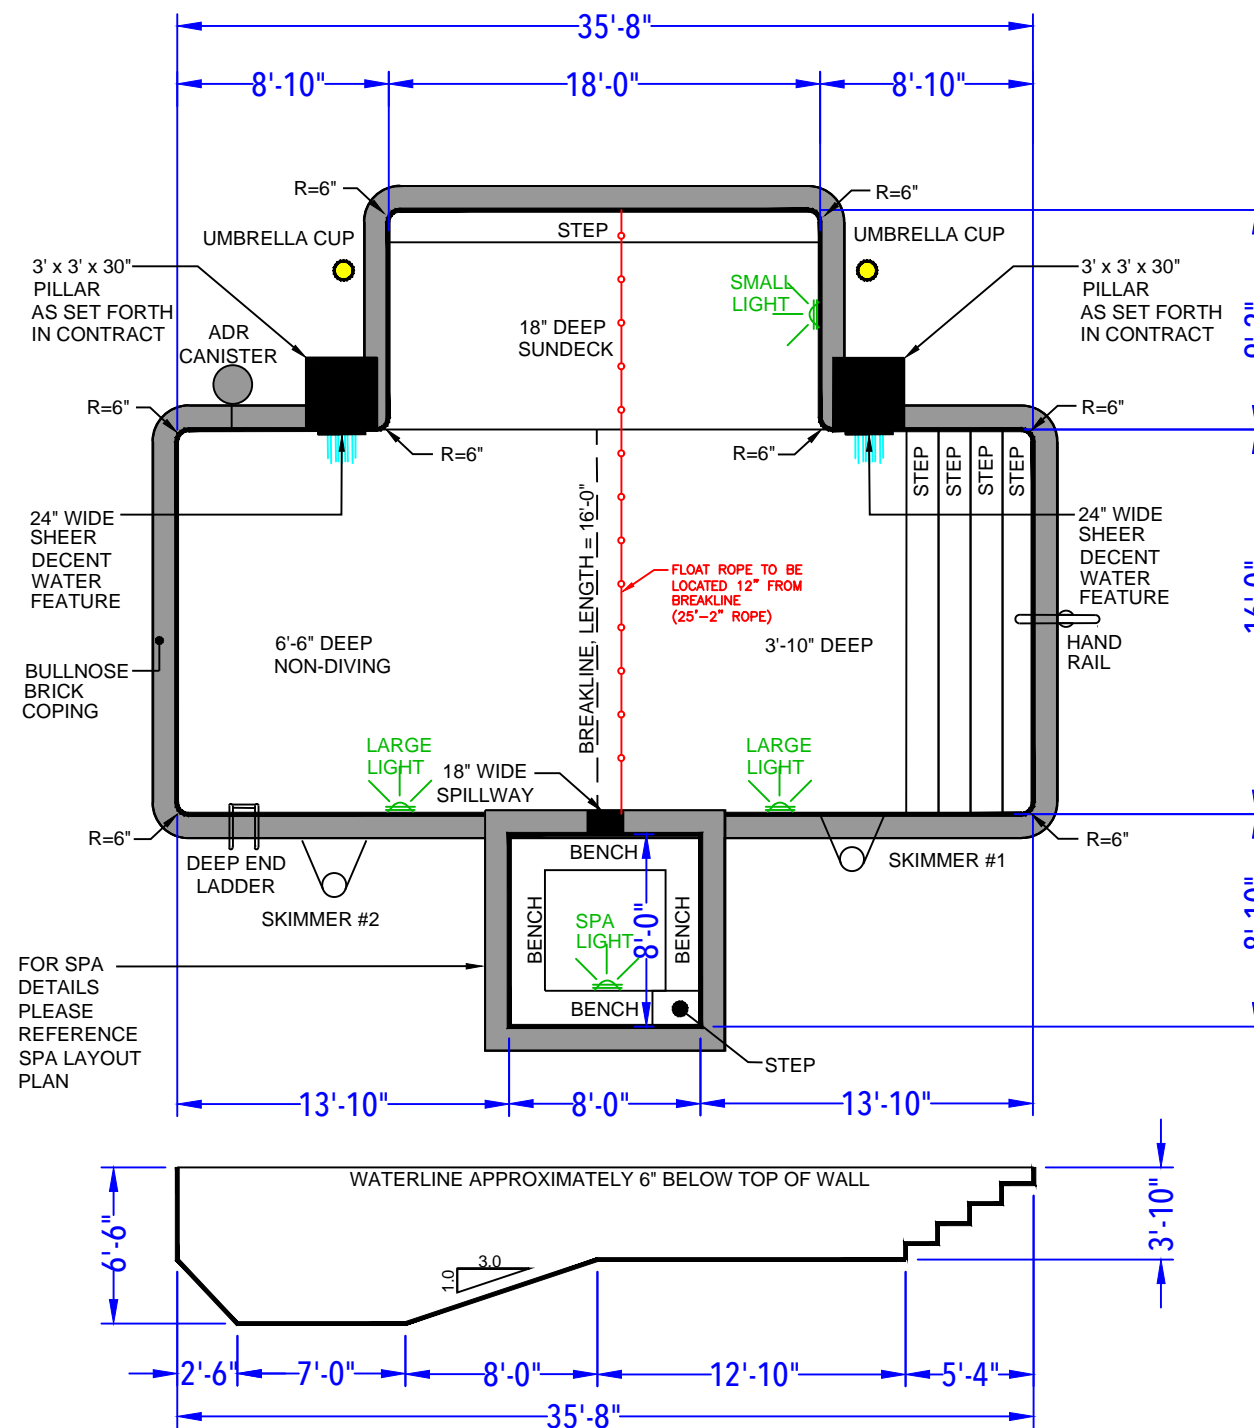 35'-8"
8'-10"
18'-0"
8'-10"
R=6"
R=6"
UMBRELLA CUP
STEP
UMBRELLA CUP
3' x 3' x 30"
PILLAR
AS SET FORTH
IN CONTRACT
ADR
CANISTER
18" DEEP
SUNDECK
SMALL
LIGHT
3' x 3' x 30"
PILLAR
AS SET FORTH
IN CONTRACT
R=6"
R=6"
R=6"
R=6"
24" WIDE
SHEER
DECENT
WATER
FEATURE
BREAKLINE, LENGTH = 16'-0"
FLOAT ROPE TO BE
LOCATED 12" FROM
BREAKLINE
(25'-2" ROPE)
STEP
STEP
STEP
STEP
24" WIDE
SHEER
DECENT
WATER
FEATURE
6'-6" DEEP
NON-DIVING
3'-10" DEEP
HAND
RAIL
BULLNOSE
BRICK
COPING
LARGE
LIGHT
18" WIDE
SPILLWAY
LARGE
LIGHT
R=6"
R=6"
DEEP END
LADDER
SKIMMER #2
SKIMMER #1
BENCH
BENCH
SPA
LIGHT
8'-0"
BENCH
BENCH
8'-10"
FOR SPA
DETAILS
PLEASE
REFERENCE
SPA LAYOUT
PLAN
STEP
13'-10"
8'-0"
13'-10"
WATERLINE APPROXIMATELY 6" BELOW TOP OF WALL
6'-6"
1.0
3.0
3'-10"
2'-6"
7'-0"
8'-0"
12'-10"
5'-4"
35'-8"